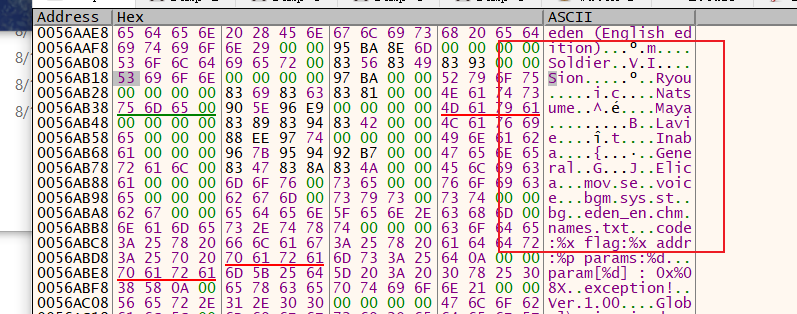 Address Hex ASCII
0056AAE8 65 64 65 6E 20 28 45 6E 67 6C 69 73 68 20 65 64 eden (English ed
0056AAF8 69 74 69 6F 6E 29 00 00 95 BA 8E 6D 00 00 00 00 ition)...º.m....
0056AB08 53 6F 6C 64 69 65 72 00 83 56 83 49 83 93 00 00 Soldier..V.I....
0056AB18 53 69 6F 6E 00 00 00 00 97 BA 00 00 52 79 6F 75 Sion.....º..Ryou
0056AB28 00 00 00 00 83 69 83 63 83 81 00 00 4E 61 74 73 .....i.c....Nats
0056AB38 75 6D 65 00 90 5E 96 E9 00 00 00 00 4D 61 79 61 ume..^.é....Maya
0056AB48 00 00 00 00 83 89 83 94 83 42 00 00 4C 61 76 69 .........B..Lavi
0056AB58 65 00 00 00 88 EE 97 74 00 00 00 00 49 6E 61 62 e....î.t....Inab
0056AB68 61 00 00 00 96 7B 95 94 92 B7 00 00 47 65 6E 65 a....{...·..Gene
0056AB78 72 61 6C 00 83 47 83 8A 83 4A 00 00 45 6C 69 63 ral..G...J..Elic
0056AB88 61 00 00 00 6D 6F 76 00 73 65 00 00 76 6F 69 63 a...mov.se..voic
0056AB98 65 00 00 00 62 67 6D 00 73 79 73 00 73 74 00 00 e...bgm.sys.st..
0056ABA8 62 67 00 00 65 64 65 6E 5F 65 6E 2E 63 68 6D 00 bg..eden_en.chm.
0056ABB8 6E 61 6D 65 73 2E 74 78 74 00 00 00 63 6F 64 65 names.txt...code
0056ABC8 3A 25 78 20 66 6C 61 67 3A 25 78 20 61 64 64 72 :%x flag:%x addr
0056ABD8 3A 25 70 20 70 61 72 61 6D 73 3A 25 64 0A 00 00 :%p params:%d...
0056ABE8 70 61 72 61 6D 5B 25 64 5D 20 3A 20 30 78 25 30 param[%d] : 0x%0
0056ABF8 38 58 0A 00 65 78 63 65 70 74 69 6F 6E 21 00 00 8X..exception!..
0056AC08 56 65 72 2E 31 2E 30 30 00 00 00 00 47 6C 6F 62 Ver.1.00....Glob